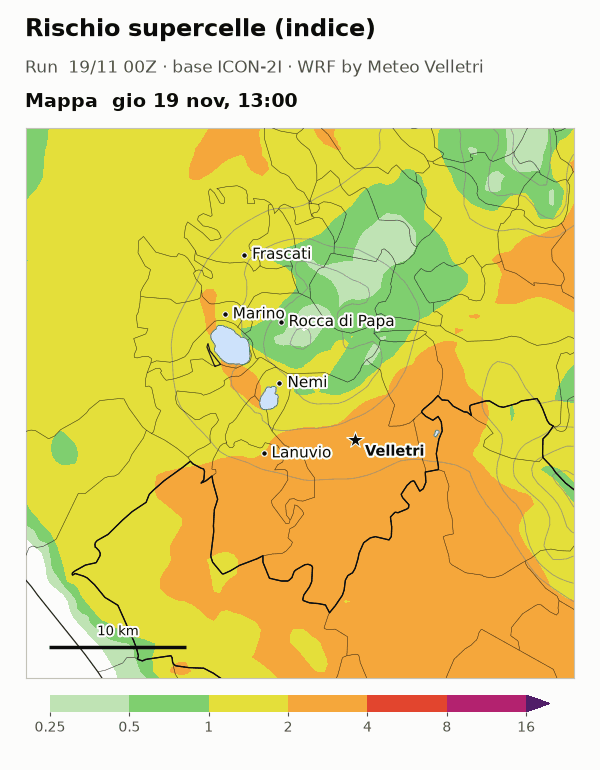 Rischio supercelle (indice)
Run  19/11 00Z · base ICON-2I · WRF by Meteo Velletri
Mappa  gio 19 nov, 13:00
Frascati
Marino
Rocca di Papa
Nemi
Velletri
Lanuvio
10 km
0.25 0.5 1 2 4 8 16